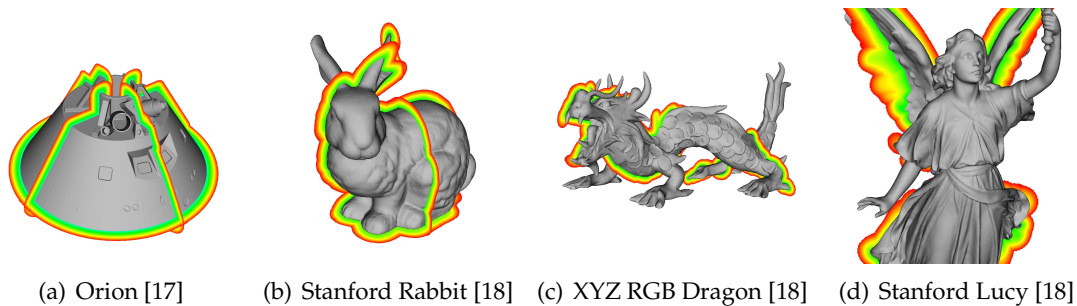 (a) Orion [17]
(b) Stanford Rabbit [18]
(c) XYZ RGB Dragon [18]
(d) Stanford Lucy [18]